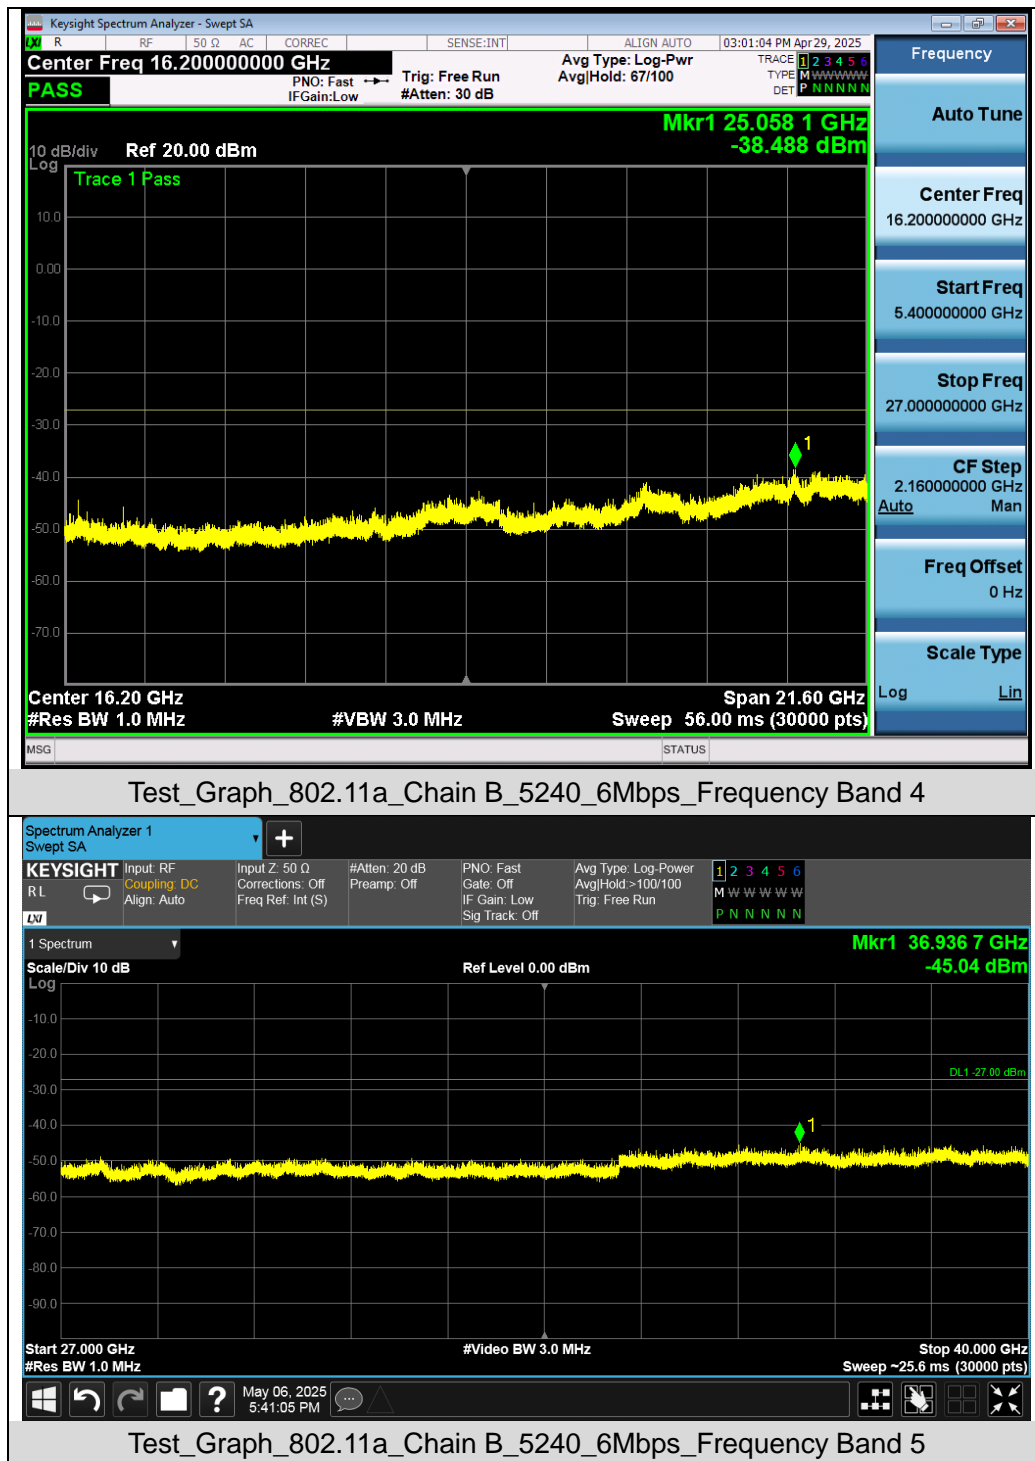 Keysight Spectrum Analyzer - Swept SA
LXI R RF 50 Ω AC CORREC SENSE:INT ALIGN AUTO 03:01:04 PM Apr 29, 2025
Center Freq 16.200000000 GHz
PASS
PNO: Fast
IFGain:Low
Trig: Free Run
#Atten: 30 dB
Avg Type: Log-Pwr
Avg|Hold: 67/100
TRACE 1 2 3 4 5 6
TYPE M W W W W W
DET P N N N N N
Mkr1 25.058 1 GHz
-38.488 dBm
10 dB/div Ref 20.00 dBm
Log
Trace 1 Pass
10.0
0.00
-10.0
-20.0
-30.0
-40.0
-50.0
-60.0
-70.0
1
Center 16.20 GHz Span 21.60 GHz
#Res BW 1.0 MHz #VBW 3.0 MHz Sweep 56.00 ms (30000 pts)
MSG STATUS
Frequency
Auto Tune
Center Freq
16.200000000 GHz
Start Freq
5.400000000 GHz
Stop Freq
27.000000000 GHz
CF Step
2.160000000 GHz
Auto Man
Freq Offset
0 Hz
Scale Type
Log Lin
Test_Graph_802.11a_Chain B_5240_6Mbps_Frequency Band 4
Spectrum Analyzer 1
Swept SA
+
KEYSIGHT
R L
LXI
Input: RF
Coupling: DC
Align: Auto
Input Z: 50 Ω
Corrections: Off
Freq Ref: Int (S)
#Atten: 20 dB
Preamp: Off
PNO: Fast
Gate: Off
IF Gain: Low
Sig Track: Off
Avg Type: Log-Power
Avg|Hold:>100/100
Trig: Free Run
1 2 3 4 5 6
M W W W W W
P N N N N N
1 Spectrum
Mkr1 36.936 7 GHz
Scale/Div 10 dB Ref Level 0.00 dBm -45.04 dBm
Log
-10.0
-20.0
DL1 -27.00 dBm
-30.0
-40.0
1
-50.0
-60.0
-70.0
-80.0
-90.0
Start 27.000 GHz #Video BW 3.0 MHz Stop 40.000 GHz
#Res BW 1.0 MHz Sweep ~25.6 ms (30000 pts)
?
May 06, 2025
5:41:05 PM
Test_Graph_802.11a_Chain B_5240_6Mbps_Frequency Band 5